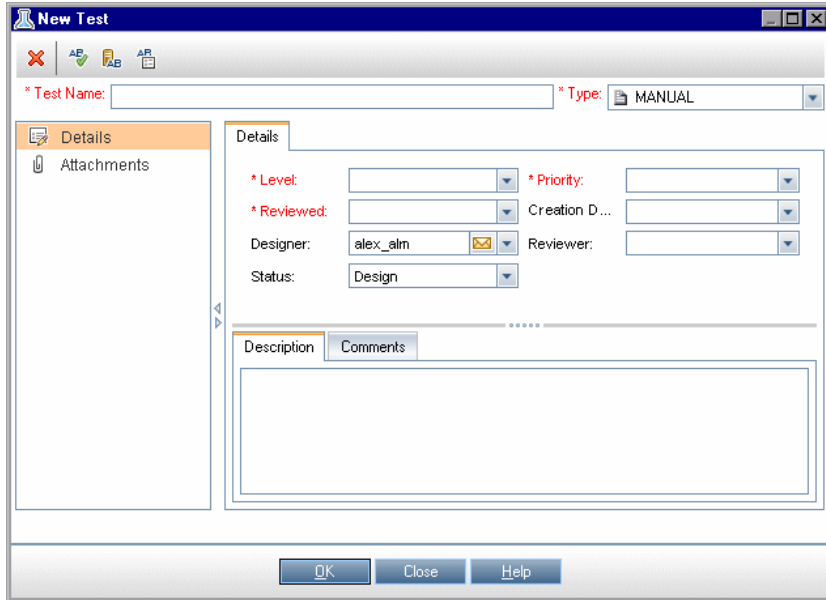 New Test
* Test Name:
* Type: MANUAL
Details
Attachments
Details
* Level:
* Priority:
* Reviewed:
Creation D...
Designer: alex_alm
Reviewer:
Status: Design
Description Comments
OK Close Help